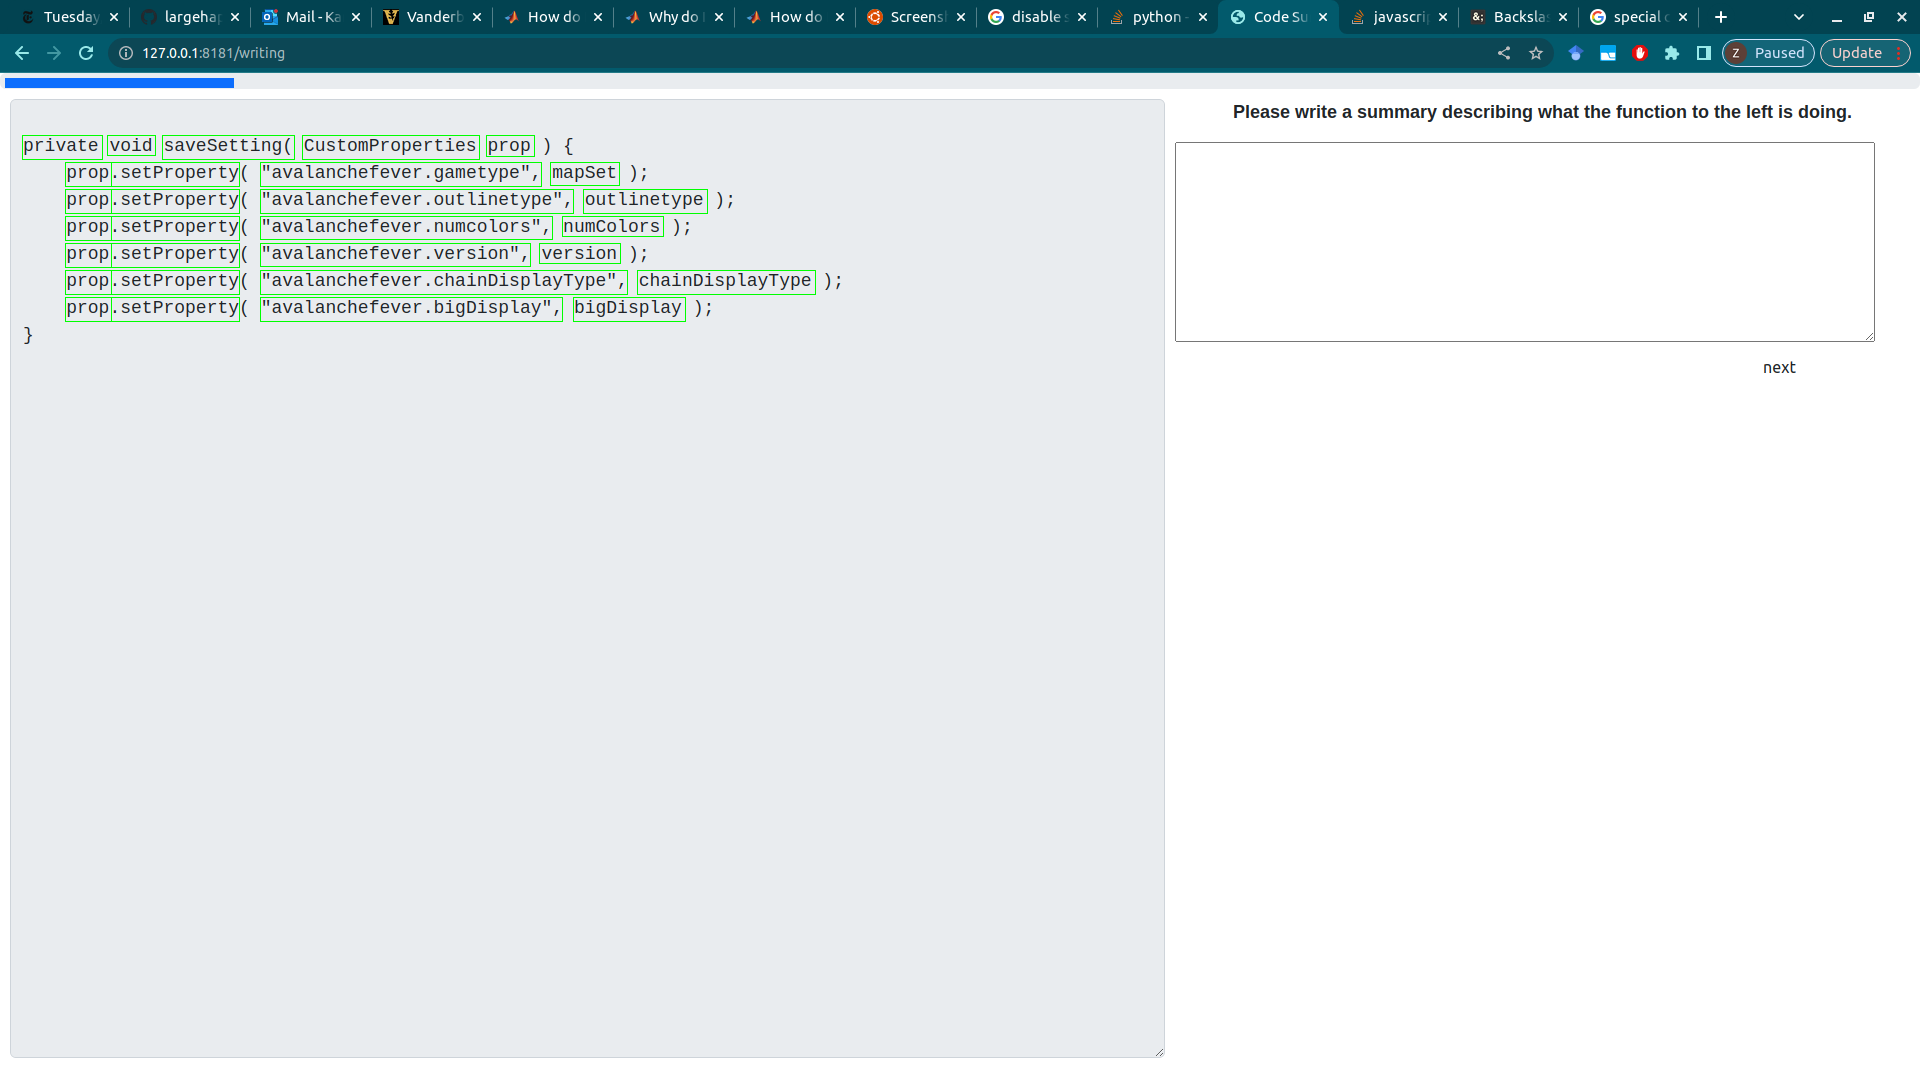 Tuesday
largehap
Mail - Ka
Vanderb
How do
Why do
How do
Screens
disable s
python -
Code Su
javascrip
Backslas
special c
127.0.0.1:8181/writing
Z Paused
Update
private void saveSetting( CustomProperties prop ) {
prop.setProperty( "avalanchefever.gametype", mapSet );
prop.setProperty( "avalanchefever.outlinetype", outlinetype );
prop.setProperty( "avalanchefever.numcolors", numColors );
prop.setProperty( "avalanchefever.version", version );
prop.setProperty( "avalanchefever.chainDisplayType", chainDisplayType );
prop.setProperty( "avalanchefever.bigDisplay", bigDisplay );
}
Please write a summary describing what the function to the left is doing.
next